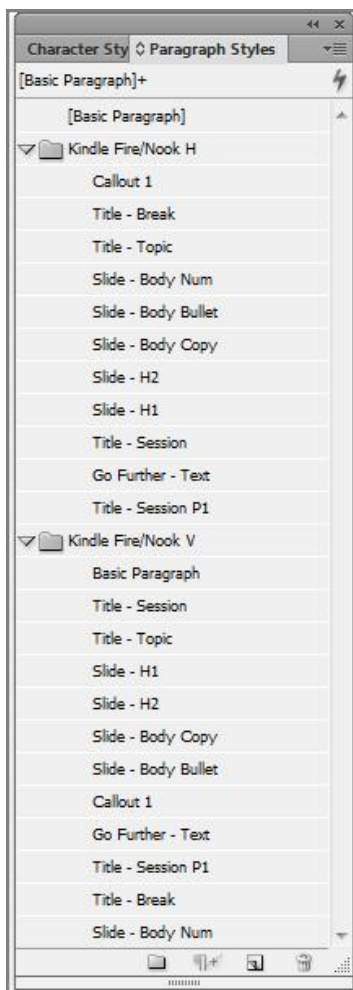 Character Sty Paragraph Styles
[Basic Paragraph]+
[Basic Paragraph]
Kindle Fire/Nook H
Callout 1
Title - Break
Title - Topic
Slide - Body Num
Slide - Body Bullet
Slide - Body Copy
Slide - H2
Slide - H1
Title - Session
Go Further - Text
Title - Session P1
Kindle Fire/Nook V
Basic Paragraph
Title - Session
Title - Topic
Slide - H1
Slide - H2
Slide - Body Copy
Slide - Body Bullet
Callout 1
Go Further - Text
Title - Session P1
Title - Break
Slide - Body Num